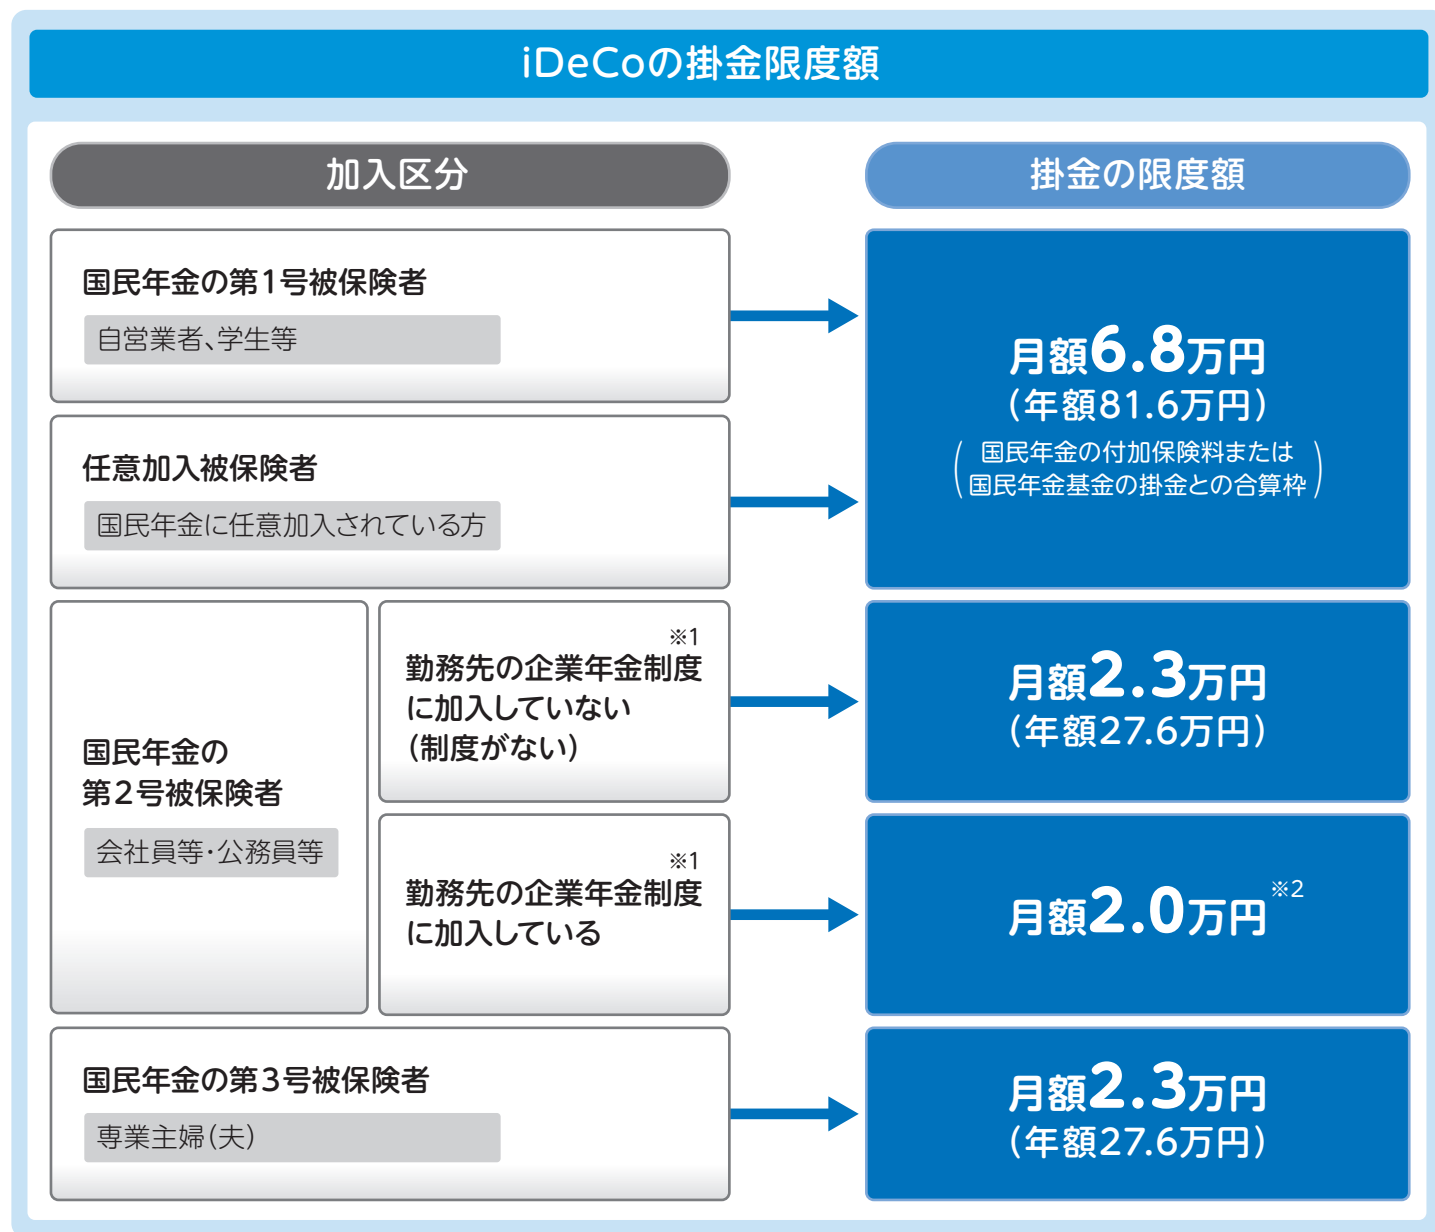 iDeCoの掛金限度額
加入区分
掛金の限度額
国民年金の第1号被保険者
自営業者、学生等
任意加入被保険者
国民年金に任意加入されている方
月額6.8万円
(年額81.6万円)
(国民年金の付加保険料または
国民年金基金の掛金との合算枠)
国民年金の
第2号被保険者
会社員等・公務員等
※1
勤務先の企業年金制度
に加入していない
(制度がない)
月額2.3万円
(年額27.6万円)
※1
勤務先の企業年金制度
に加入している
月額2.0万円※2
国民年金の第3号被保険者
専業主婦(夫)
月額2.3万円
(年額27.6万円)